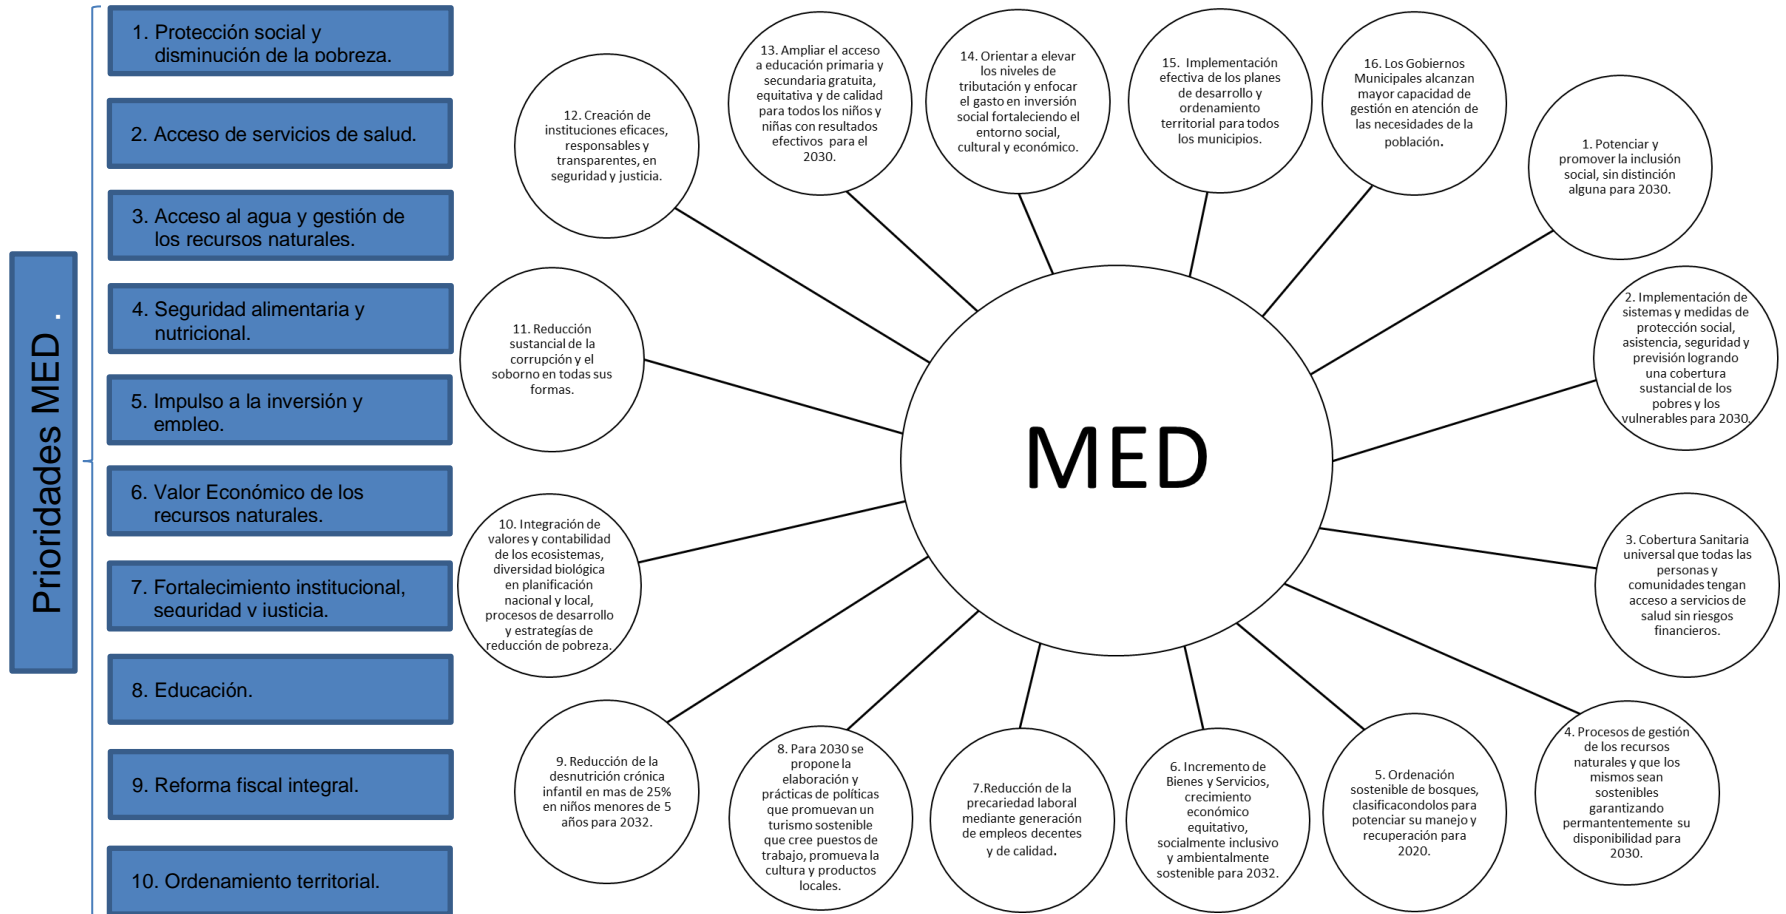 Prioridades MED .
1. Protección social y
disminución de la pobreza.
2. Acceso de servicios de salud.
3. Acceso al agua y gestión de
los recursos naturales.
4. Seguridad alimentaria y
nutricional.
5. Impulso a la inversión y
empleo.
6. Valor Económico de los
recursos naturales.
7. Fortalecimiento institucional,
seguridad y justicia.
8. Educación.
9. Reforma fiscal integral.
10. Ordenamiento territorial.
MED
1. Potenciar y
promover la inclusión
social, sin distinción
alguna para 2030.
2. Implementación de
sistemas y medidas de
protección social,
asistencia, seguridad y
previsión logrando
una cobertura
sustancial de los
pobres y los
vulnerables para 2030.
3. Cobertura Sanitaria
universal que todas las
personas y
comunidades tengan
acceso a servicios de
salud sin riesgos
financieros.
4. Procesos de gestión
de los recursos
naturales y que los
mismos sean
sostenibles
garantizando
permantentemente su
disponibilidad para
2030.
5. Ordenación
sostenible de bosques,
clasificacondolos para
potenciar su manejo y
recuperación para
2020.
6. Incremento de
Bienes y Servicios,
crecimiento
económico
equitativo,
socialmente inclusivo
y ambientalmente
sostenible para 2032.
7.Reducción de la
precariedad laboral
mediante generación
de empleos decentes
y de calidad.
8. Para 2030 se
propone la
elaboración y
prácticas de políticas
que promuevan un
turismo sostenible
que cree puestos de
trabajo, promueva la
cultura y productos
locales.
9. Reducción de la
desnutrición crónica
infantil en mas de 25%
en niños menores de 5
años para 2032.
10. Integración de
valores y contabilidad
de los ecosistemas,
diversidad biológica
en planificación
nacional y local,
procesos de desarrollo
y estrategías de
reducción de pobreza.
11. Reducción
sustancial de la
corrupción y el
soborno en todas sus
formas.
12. Creación de
instituciones eficaces,
responsables y
transparentes, en
seguridad y justicia.
13. Ampliar el acceso
a educación primaria y
secundaria gratuita,
equitativa y de calidad
para todos los niños y
niñas con resultados
efectivos para el
2030.
14. Orientar a elevar
los niveles de
tributación y enfocar
el gasto en inversión
social fortaleciendo el
entorno social,
cultural y económico.
15. Implementación
efectiva de los planes
de desarrollo y
ordenamiento
territorial para todos
los municipios.
16. Los Gobiernos
Municipales alcanzan
mayor capacidad de
gestión en atención de
las necesidades de la
población.